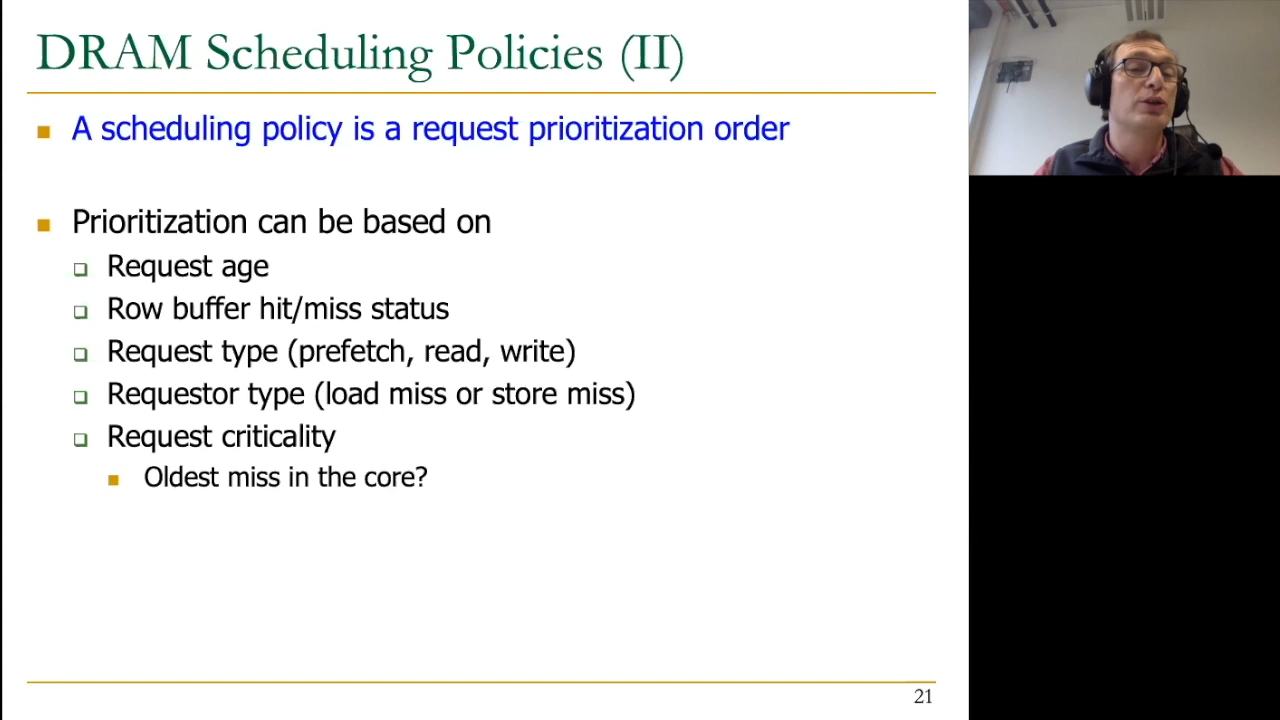 DRAM Scheduling Policies (II)
A scheduling policy is a request prioritization order
Prioritization can be based on
Request age
Row buffer hit/miss status
Request type (prefetch, read, write)
Requestor type (load miss or store miss)
Request criticality
Oldest miss in the core?
21